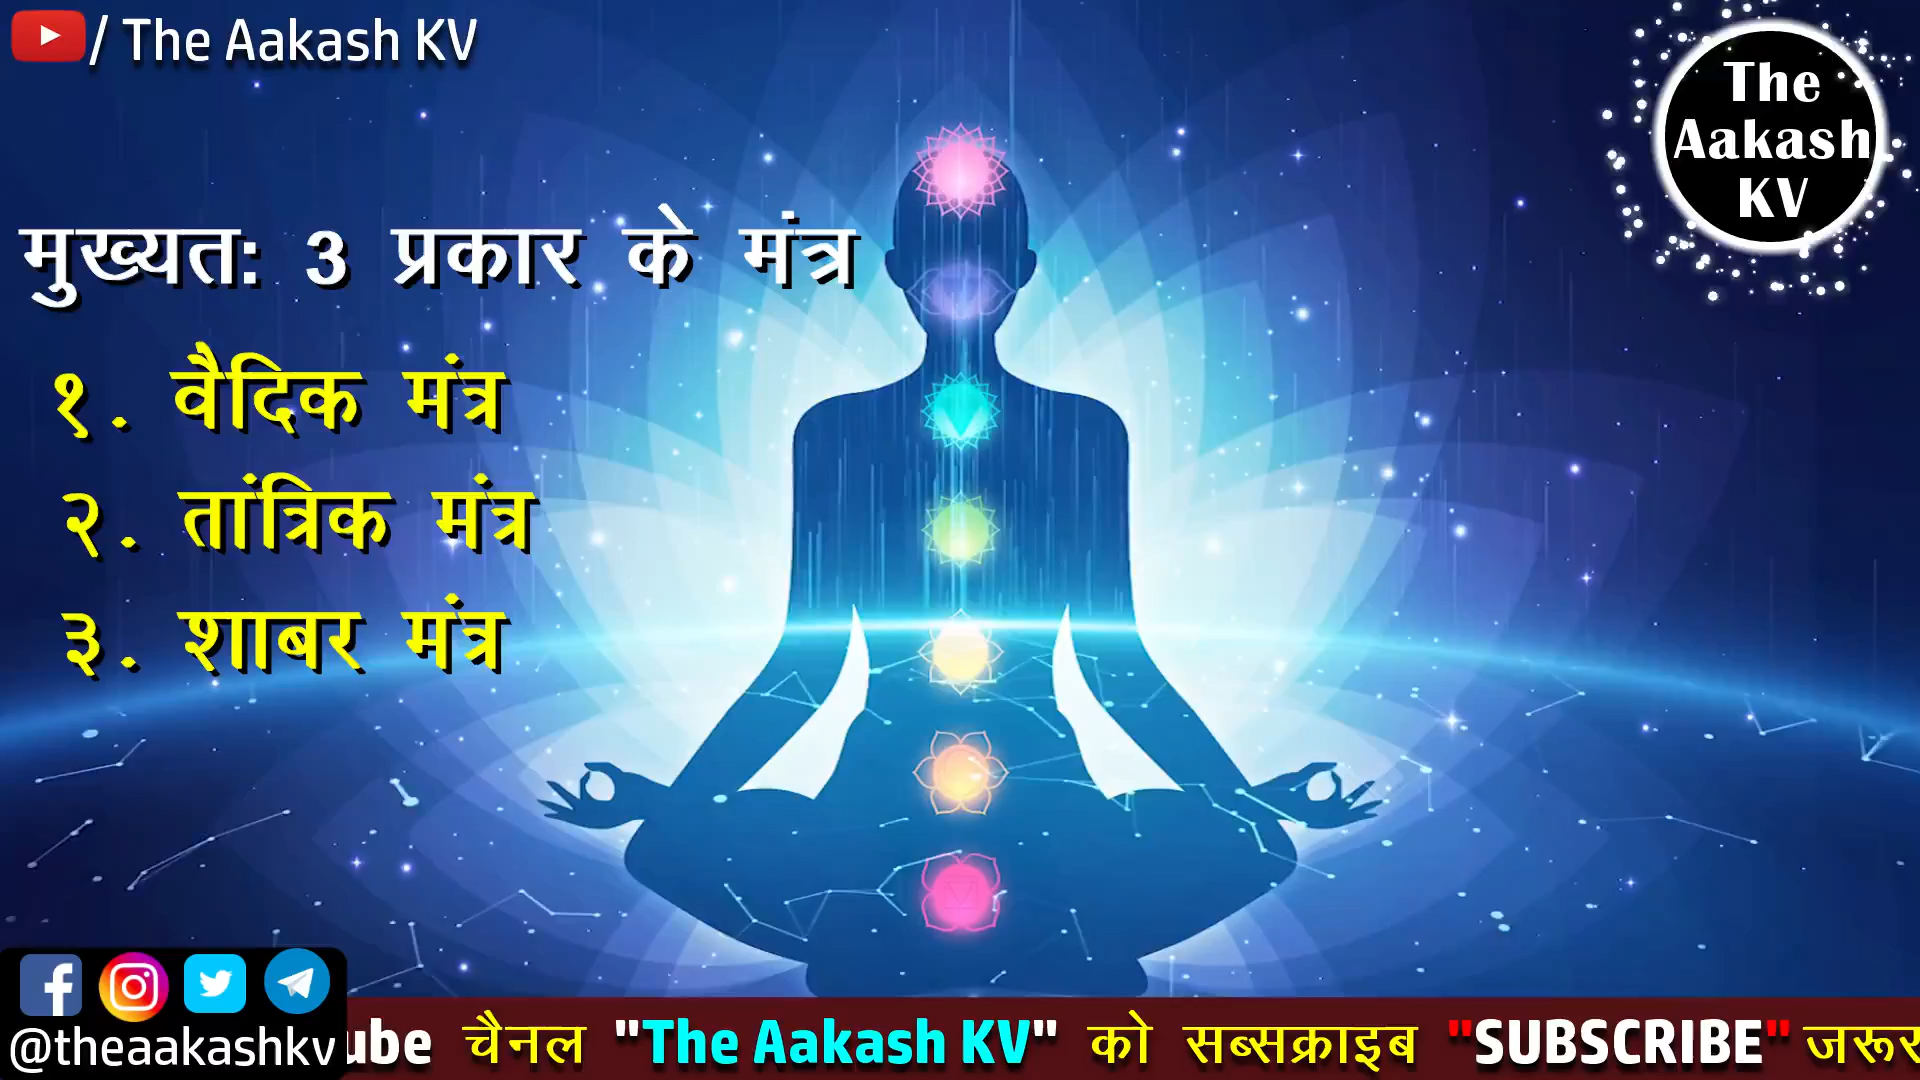 / The Aakash KV
The
Aakash
KV
मुख्यत: 3 प्रकार के मंत्र
१. वैदिक मंत्र
२. तांत्रिक मंत्र
३. शाबर मंत्र
@theaakashkv
ube चैनल "The Aakash KV" को सब्सक्राइब "SUBSCRIBE" जरूर